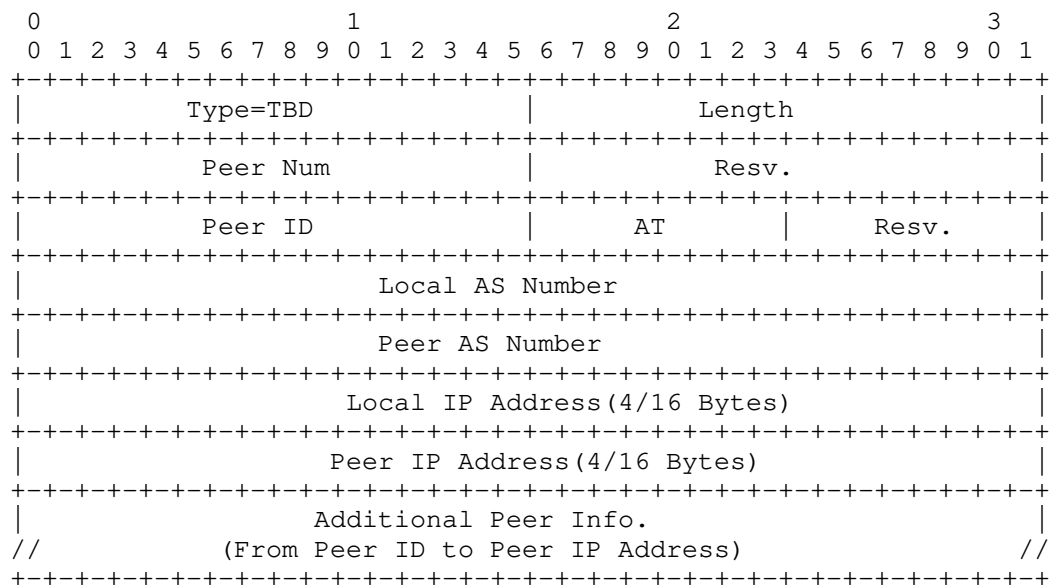 0                   1                   2                   3
 0 1 2 3 4 5 6 7 8 9 0 1 2 3 4 5 6 7 8 9 0 1 2 3 4 5 6 7 8 9 0 1
+-+-+-+-+-+-+-+-+-+-+-+-+-+-+-+-+-+-+-+-+-+-+-+-+-+-+-+-+-+-+-+-+
|          Type=TBD             |          Length               |
+-+-+-+-+-+-+-+-+-+-+-+-+-+-+-+-+-+-+-+-+-+-+-+-+-+-+-+-+-+-+-+-+
|           Peer Num            |           Resv.               |
+-+-+-+-+-+-+-+-+-+-+-+-+-+-+-+-+-+-+-+-+-+-+-+-+-+-+-+-+-+-+-+-+
|           Peer ID             |      AT       |     Resv.     |
+-+-+-+-+-+-+-+-+-+-+-+-+-+-+-+-+-+-+-+-+-+-+-+-+-+-+-+-+-+-+-+-+
|                      Local AS Number                          |
+-+-+-+-+-+-+-+-+-+-+-+-+-+-+-+-+-+-+-+-+-+-+-+-+-+-+-+-+-+-+-+-+
|                      Peer AS Number                           |
+-+-+-+-+-+-+-+-+-+-+-+-+-+-+-+-+-+-+-+-+-+-+-+-+-+-+-+-+-+-+-+-+
|                    Local IP Address(4/16 Bytes)               |
+-+-+-+-+-+-+-+-+-+-+-+-+-+-+-+-+-+-+-+-+-+-+-+-+-+-+-+-+-+-+-+-+
|                   Peer IP Address(4/16 Bytes)                 |
+-+-+-+-+-+-+-+-+-+-+-+-+-+-+-+-+-+-+-+-+-+-+-+-+-+-+-+-+-+-+-+-+
|                  Additional Peer Info.                        |
//            (From Peer ID to Peer IP Address)                 //
+-+-+-+-+-+-+-+-+-+-+-+-+-+-+-+-+-+-+-+-+-+-+-+-+-+-+-+-+-+-+-+-+